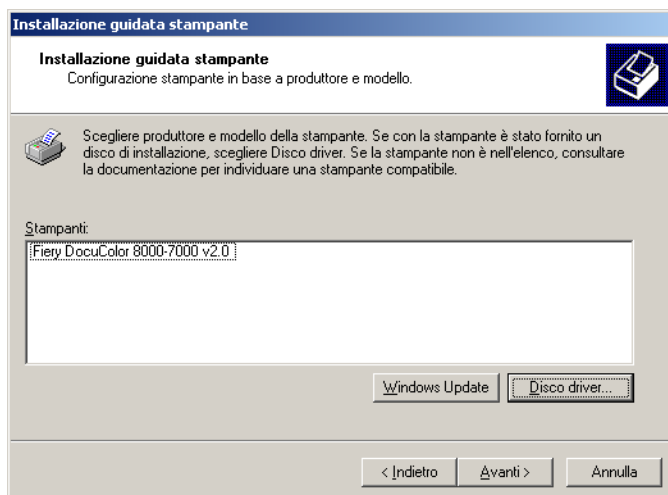 Installazione guidata stampante
Installazione guidata stampante
Configurazione stampante in base a produttore e modello.
Scegliere produttore e modello della stampante. Se con la stampante è stato fornito un
disco di installazione, scegliere Disco driver. Se la stampante non è nell'elenco, consultare
la documentazione per individuare una stampante compatibile.
Stampanti:
Fiery DocuColor 8000-7000 v2.0
Windows Update
Disco driver...
< Indietro
Avanti >
Annulla